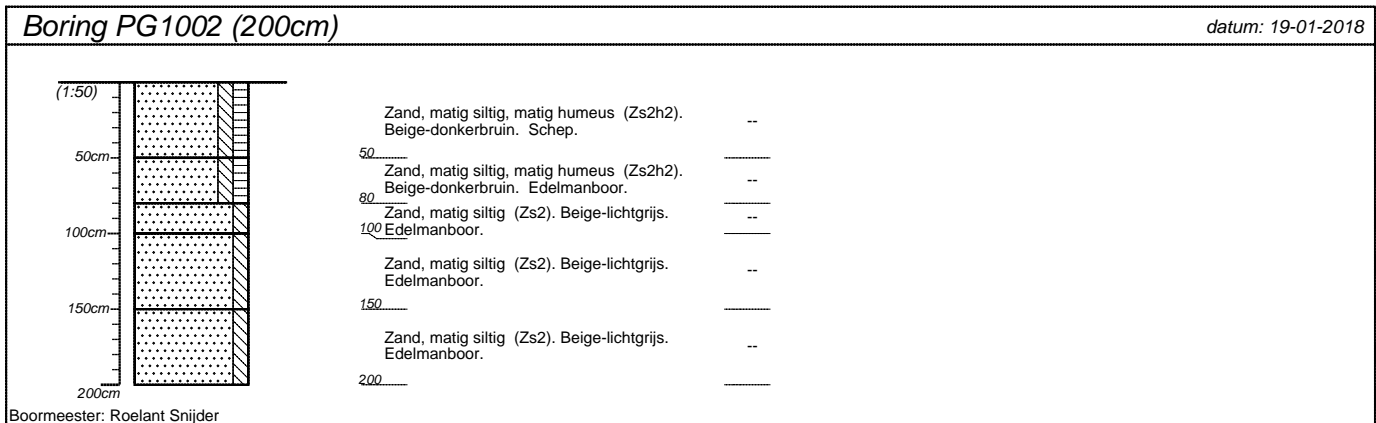 Boring PG1002 (200cm)
datum: 19-01-2018
(1:50)
Zand, matig siltig, matig humeus (Zs2h2).
Beige-donkerbruin. Schep.
--
50cm
50
Zand, matig siltig, matig humeus (Zs2h2).
Beige-donkerbruin. Edelmanboor.
--
80
Zand, matig siltig (Zs2). Beige-lichtgrijs.
Edelmanboor.
--
100cm
100
Zand, matig siltig (Zs2). Beige-lichtgrijs.
Edelmanboor.
--
150cm
150
Zand, matig siltig (Zs2). Beige-lichtgrijs.
Edelmanboor.
--
200cm
200
Boormeester: Roelant Snijder